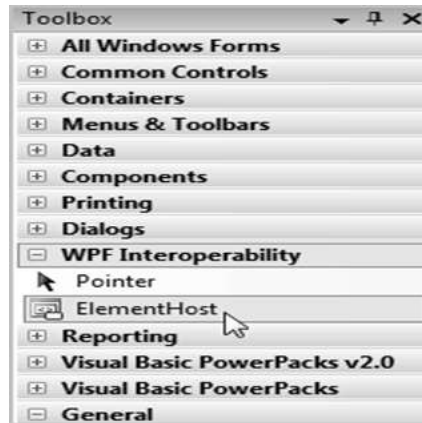 Toolbox
All Windows Forms
Common Controls
Containers
Menus & Toolbars
Data
Components
Printing
Dialogs
WPF Interoperability
Pointer
ElementHost
Reporting
Visual Basic PowerPacks v2.0
Visual Basic PowerPacks
General